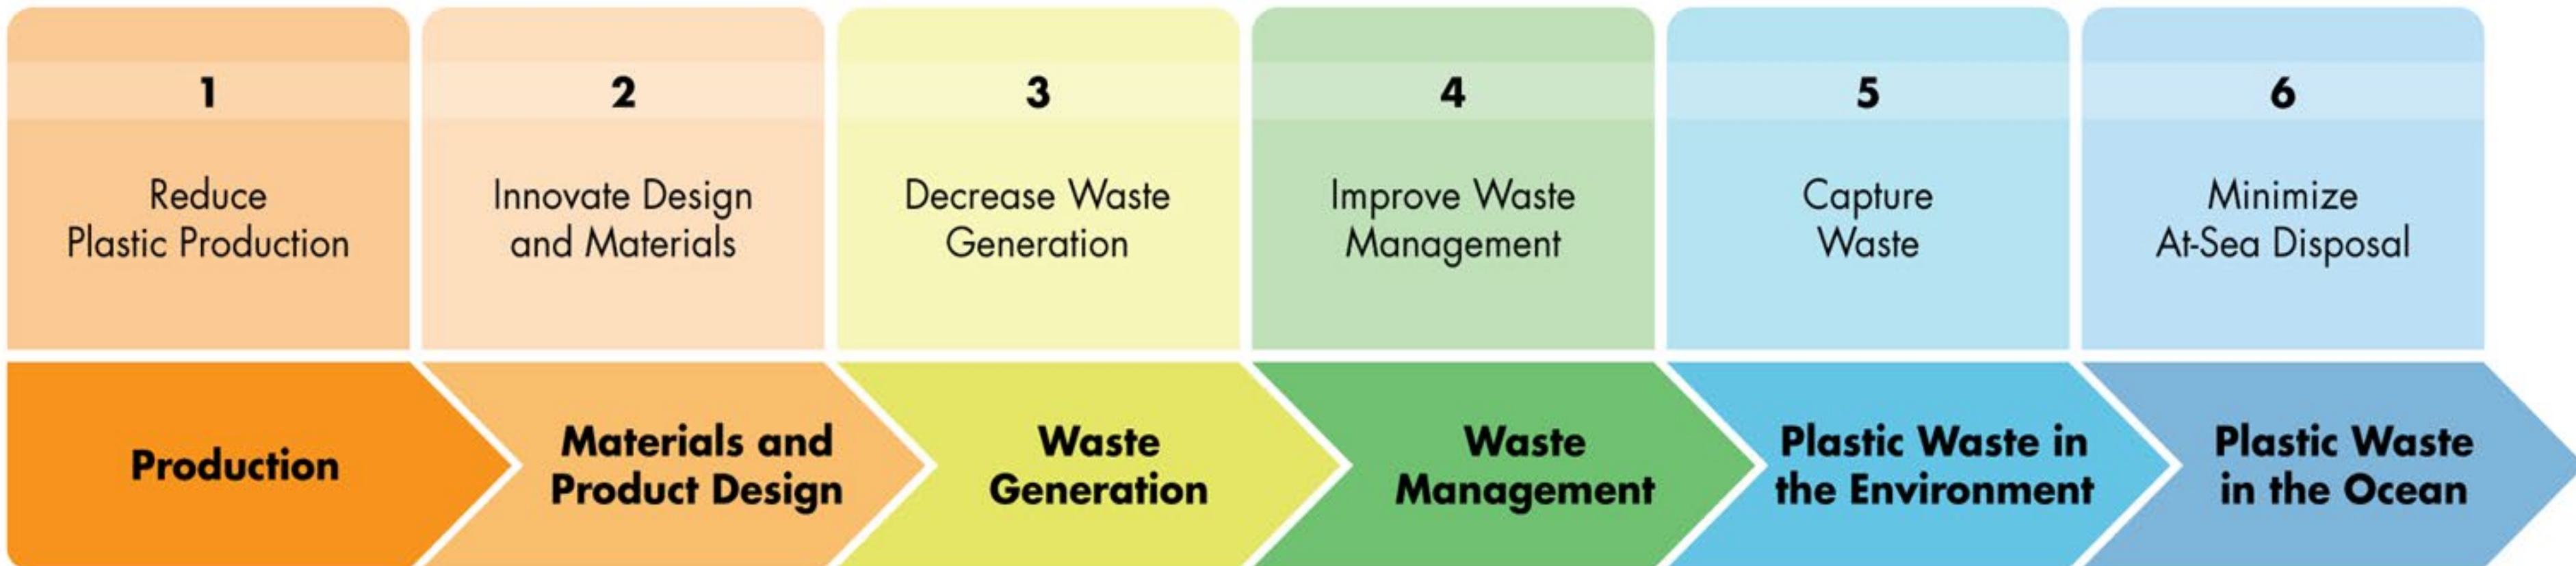 1
Reduce
Plastic Production
2
Innovate Design
and Materials
3
Decrease Waste
Generation
4
Improve Waste
Management
5
Capture
Waste
6
Minimize
At-Sea Disposal
Production
Materials and
Product Design
Waste
Generation
Waste
Management
Plastic Waste in
the Environment
Plastic Waste
in the Ocean